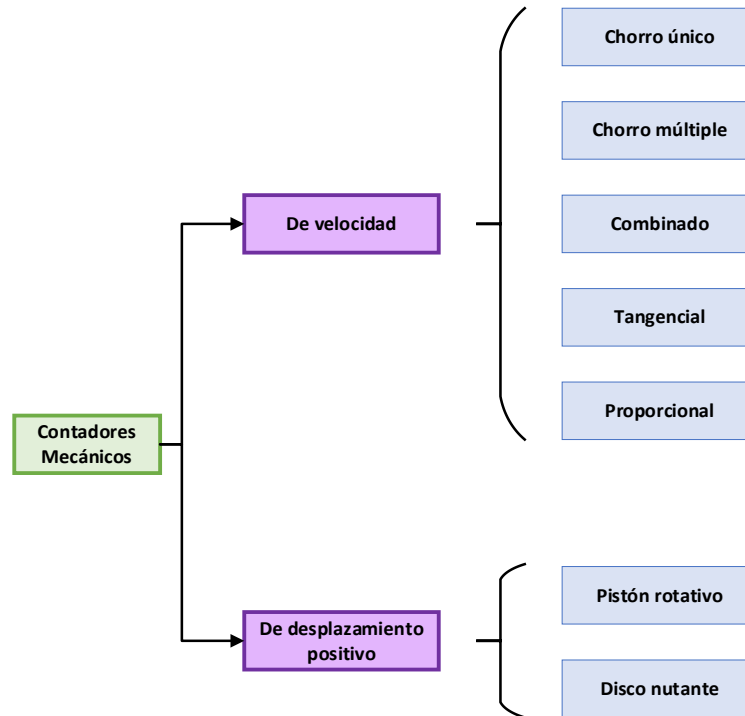 Chorro único
Chorro múltiple
De velocidad
Combinado
Tangencial
Proporcional
Contadores
Mecánicos
De desplazamiento
positivo
Pistón rotativo
Disco nutante